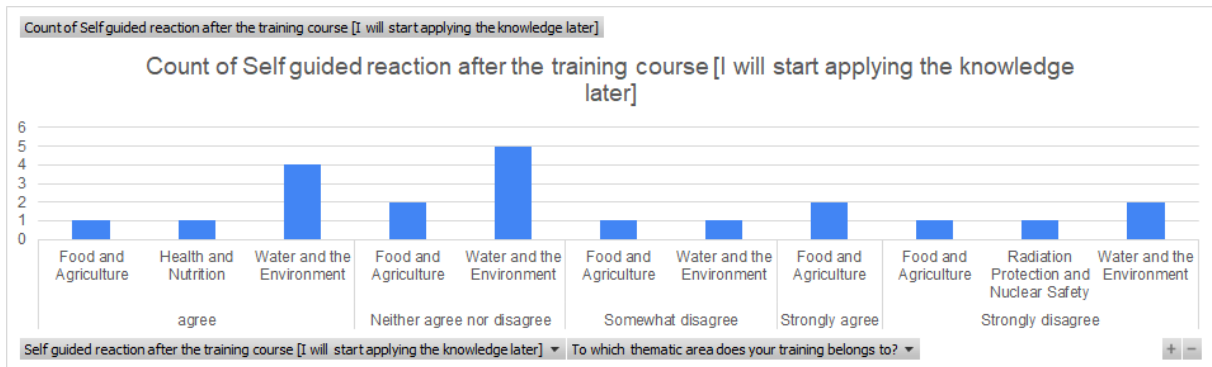 Count of Self guided reaction after the training course [I will start applying the knowledge later]
Count of Self guided reaction after the training course [I will start applying the knowledge
later]
6
5
4
3
2
1
0
Food and Health and Water and the Food and Water and the Food and Water and the Food and Food and Radiation Water and the
Agriculture Nutrition Environment Agriculture Environment Agriculture Environment Agriculture Agriculture Protection and Environment
Nuclear Safety
agree Neither agree nor disagree Somewhat disagree Strongly agree Strongly disagree
Self guided reaction after the training course [I will start applying the knowledge later] To which thematic area does your training belongs to? + −